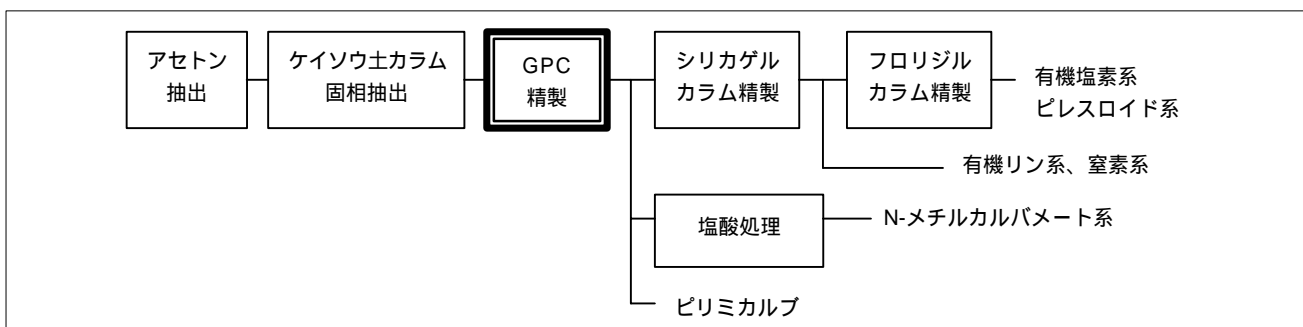 アセトン
抽出
ケイソウ土カラム
固相抽出
GPC
精製
シリカゲル
カラム精製
フロリジル
カラム精製
有機塩素系
ピレスロイド系
有機リン系、窒素系
塩酸処理
N-メチルカルバメート系
ピリミカルブ